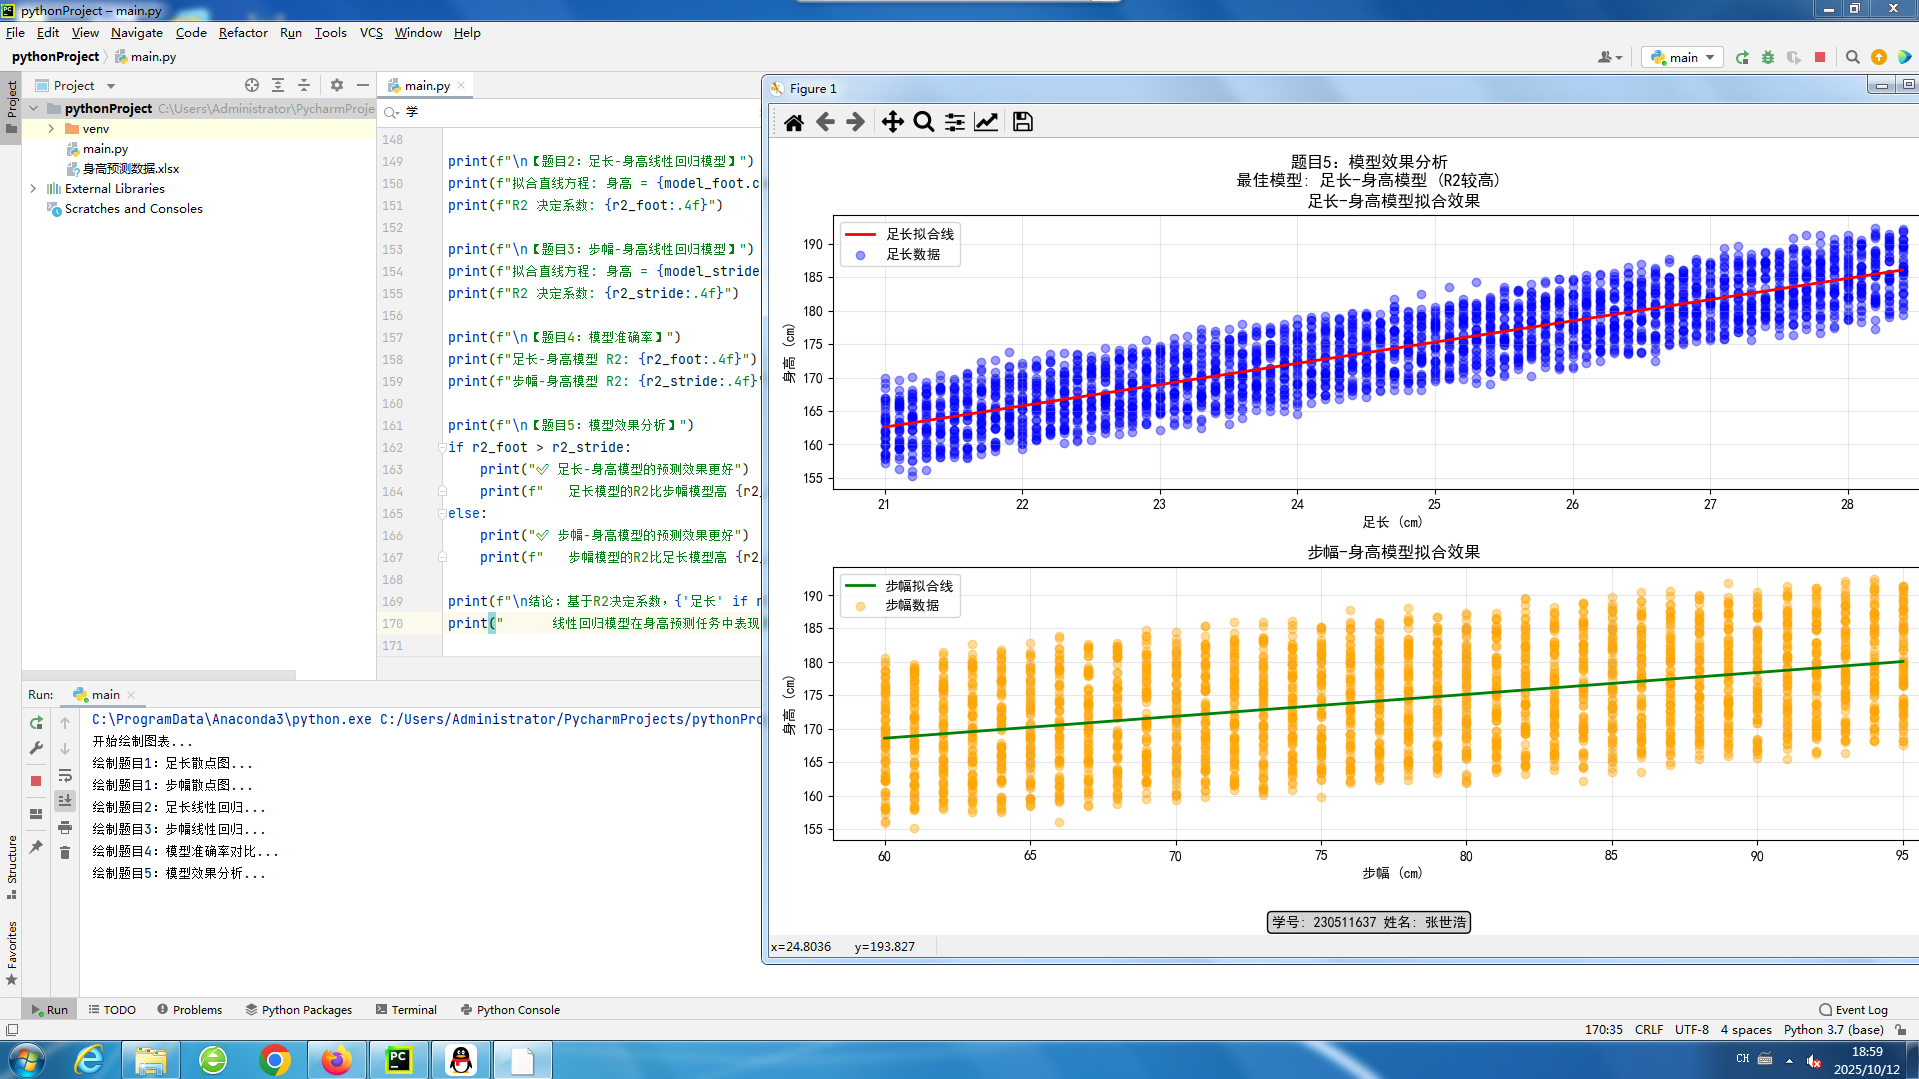 pythonProject – main.py
File Edit View Navigate Code Refactor Run Tools VCS Window Help
pythonProject main.py
main
Project
main.py
Figure 1
pythonProject C:\Users\Administrator\PycharmProje
学
venv
main.py
身高预测数据.xlsx
External Libraries
Scratches and Consoles
Project
Structure
Favorites
148
149 print(f"\n【题目2: 足长-身高线性回归模型】")
150 print(f"拟合直线方程: 身高 = {model_foot.c
151 print(f"R2 决定系数: {r2_foot:.4f}")
152
153 print(f"\n【题目3: 步幅-身高线性回归模型】")
154 print(f"拟合直线方程: 身高 = {model_stride
155 print(f"R2 决定系数: {r2_stride:.4f}")
156
157 print(f"\n【题目4: 模型准确率】")
158 print(f"足长-身高模型 R2: {r2_foot:.4f}")
159 print(f"步幅-身高模型 R2: {r2_stride:.4f}"
160
161 print(f"\n【题目5: 模型效果分析】")
162 if r2_foot > r2_stride:
163 print("✅ 足长-身高模型的预测效果更好")
164 print(f"   足长模型的R2比步幅模型高 {r2_
165 else:
166 print("✅ 步幅-身高模型的预测效果更好")
167 print(f"   步幅模型的R2比足长模型高 {r2_
168
169 print(f"\n结论: 基于R2决定系数, {'足长' if r
170 print("      线性回归模型在身高预测任务中表现
171
题目5: 模型效果分析
最佳模型: 足长-身高模型 (R2较高)
足长-身高模型拟合效果
足长拟合线
足长数据
身高 (cm)
190
185
180
175
170
165
160
155
21 22 23 24 25 26 27 28
足长 (cm)
步幅-身高模型拟合效果
步幅拟合线
步幅数据
身高 (cm)
190
185
180
175
170
165
160
155
60 65 70 75 80 85 90 95
步幅 (cm)
学号: 230511637 姓名: 张世浩
x=24.8036 y=193.827
Run: main
C:\ProgramData\Anaconda3\python.exe C:/Users/Administrator/PycharmProjects/pythonPro
开始绘制图表...
绘制题目1: 足长散点图...
绘制题目1: 步幅散点图...
绘制题目2: 足长线性回归...
绘制题目3: 步幅线性回归...
绘制题目4: 模型准确率对比...
绘制题目5: 模型效果分析...
Run TODO Problems Python Packages Terminal Python Console Event Log
170:35 CRLF UTF-8 4 spaces Python 3.7 (base)
PC
CH
18:59
2025/10/12